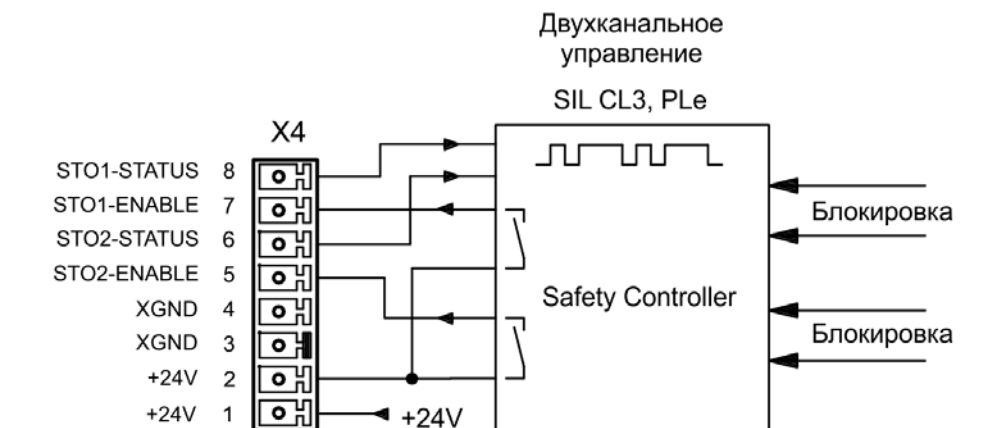 Двухканальное
управление
SIL CL3, PLe
X4
STO1-STATUS 8
STO1-ENABLE 7
STO2-STATUS 6
STO2-ENABLE 5
XGND 4
XGND 3
+24V 2
+24V 1
+24V
Safety Controller
Блокировка
Блокировка